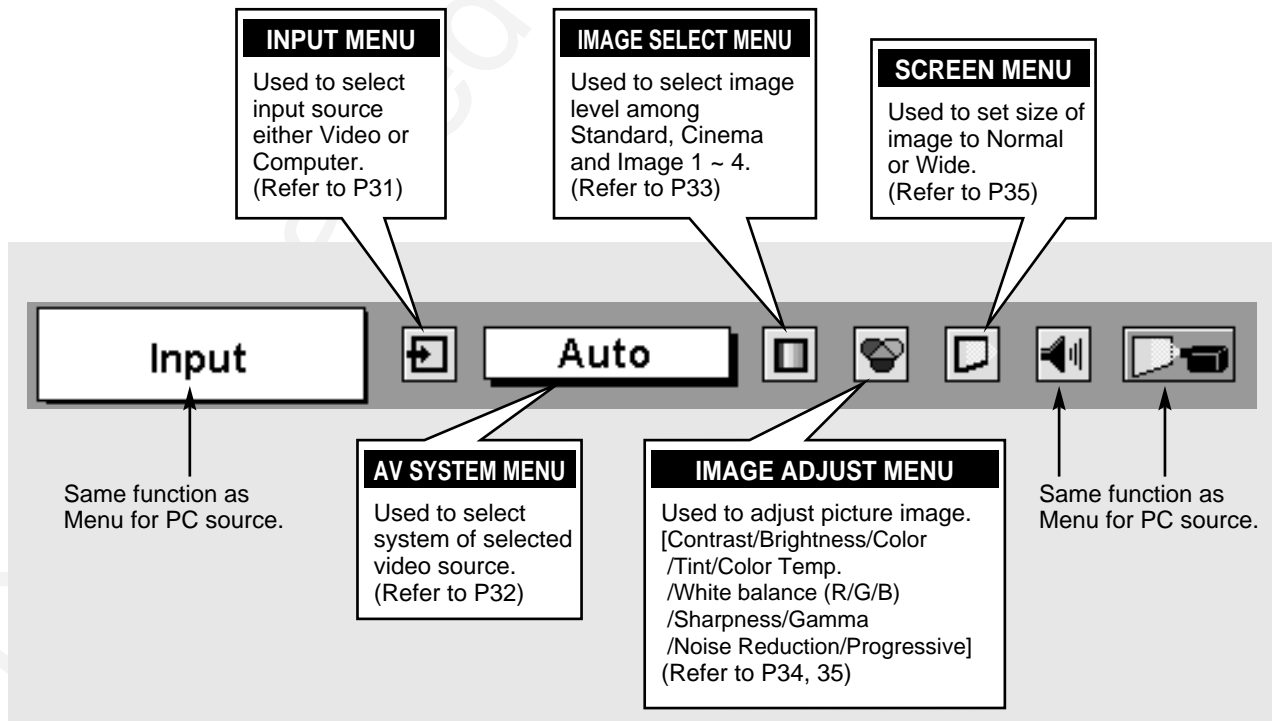 INPUT MENU
Used to select
input source
either Video or
Computer.
(Refer to P31)
IMAGE SELECT MENU
Used to select image
level among
Standard, Cinema
and Image 1 ~ 4.
(Refer to P33)
SCREEN MENU
Used to set size of
image to Normal
or Wide.
(Refer to P35)
Input
Auto
Same function as
Menu for PC source.
AV SYSTEM MENU
Used to select
system of selected
video source.
(Refer to P32)
IMAGE ADJUST MENU
Used to adjust picture image.
[Contrast/Brightness/Color
/Tint/Color Temp.
/White balance (R/G/B)
/Sharpness/Gamma
/Noise Reduction/Progressive]
(Refer to P34, 35)
Same function as
Menu for PC source.